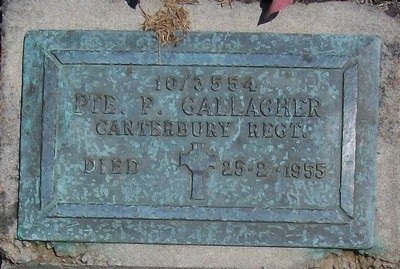 10/3554
PTE. P. GALLAGHER
CANTERBURY REGT.
DIED 25-2-1955